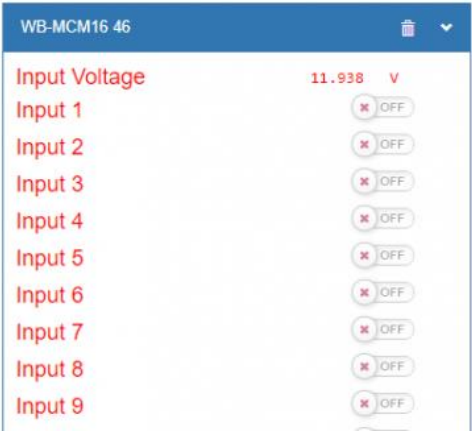 WB-MCM16 46
Input Voltage 11.938 V
Input 1 OFF
Input 2 OFF
Input 3 OFF
Input 4 OFF
Input 5 OFF
Input 6 OFF
Input 7 OFF
Input 8 OFF
Input 9 OFF